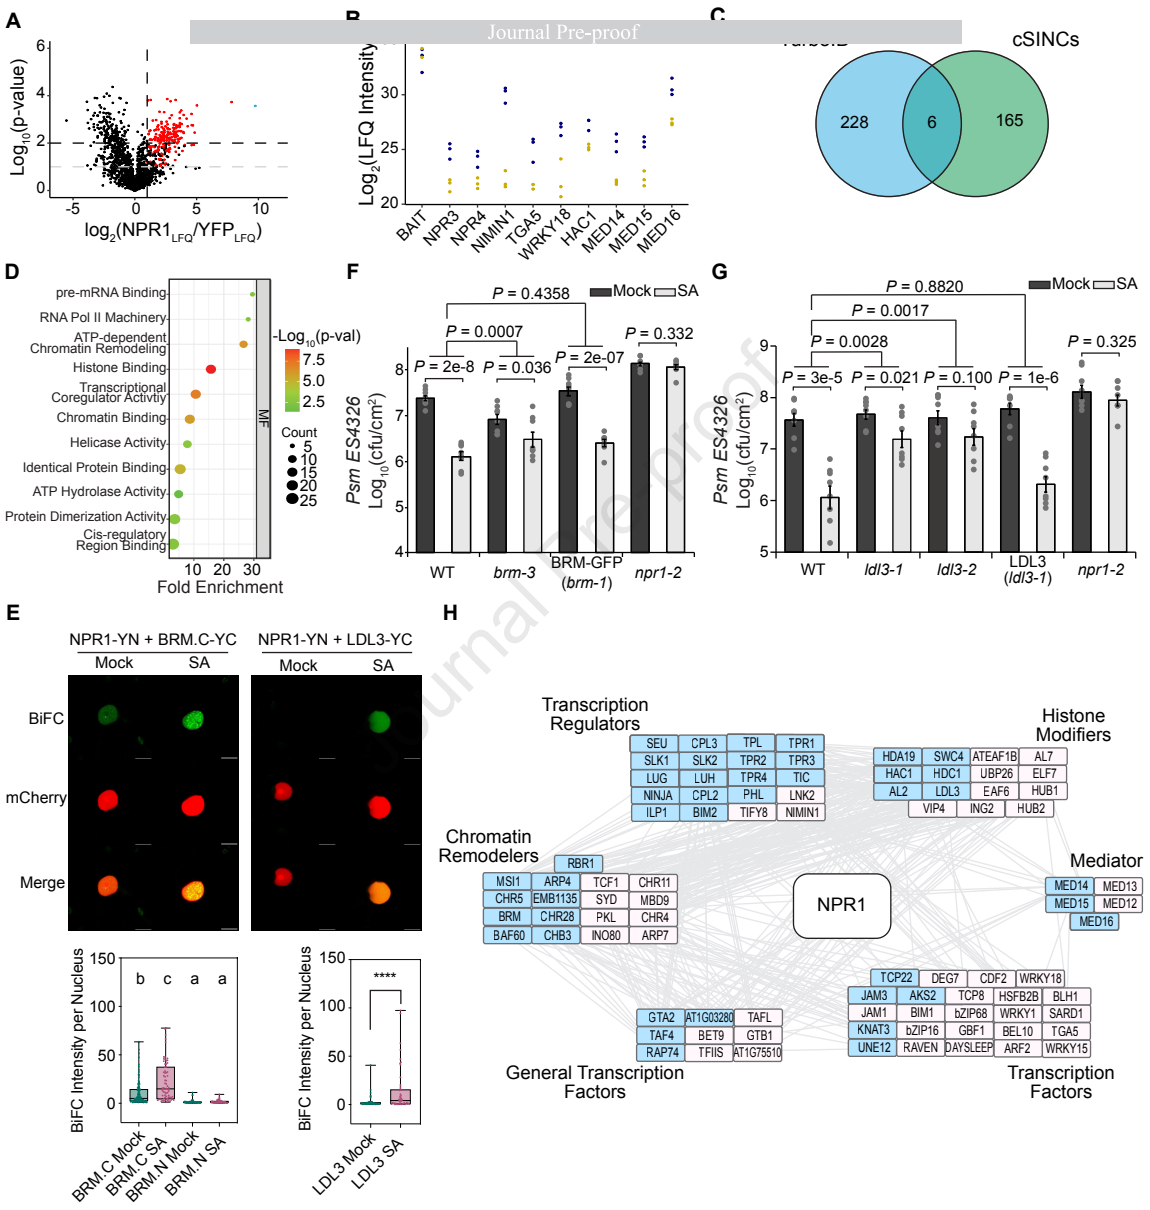 Journal Pre-proof
A
6
4
2
0
Log10(p-value)
-5
0
5
10
log2(NPR1LFQ/YFPLFQ)
B
30
25
20
Log2(LFQ Intensity
BAIT
NPR3
NPR4
NIMIN1
TGA5
WRKY18
HAC1
MED14
MED15
MED16
C
TurboID
cSINCs
228
6
165
D
pre-mRNA Binding
RNA Pol II Machinery
ATP-dependent
Chromatin Remodeling
Histone Binding
Transcriptional
Coregulator Activtiy
Chromatin Binding
Helicase Activity
Identical Protein Binding
ATP Hydrolase Activity
Protein Dimerization Activity
Cis-regulatory
Region Binding
10
20
30
Fold Enrichment
MF
-Log10(p-val)
7.5
5.0
2.5
Count
5
10
15
20
25
F
Mock
SA
P = 0.4358
P = 0.0007
P = 0.332
P = 2e-8
P = 0.036
P = 2e-07
8
7
6
5
4
Psm ES4326
Log10(cfu/cm2)
WT
brm-3
BRM-GFP
(brm-1)
npr1-2
G
Mock
SA
P = 0.8820
P = 0.0017
P = 0.0028
P = 0.325
P = 3e-5
P = 0.021
P = 0.100
P = 1e-6
9
8
7
6
5
Psm ES4326
Log10(cfu/cm2)
WT
ldl3-1
ldl3-2
LDL3
(ldl3-1)
npr1-2
Journal Pre-proof
E
NPR1-YN + BRM.C-YC
NPR1-YN + LDL3-YC
Mock
SA
Mock
SA
BiFC
mCherry
Merge
150
100
50
0
BiFC Intensity per Nucleus
b
c
a
a
BRM.C Mock
BRM.C SA
BRM.N Mock
BRM.N SA
150
100
50
0
BiFC Intensity per Nucleus
****
LDL3 Mock
LDL3 SA
H
Transcription
Regulators
SEU CPL3 TPL TPR1
SLK1 SLK2 TPR2 TPR3
LUG LUH TPR4 TIC
NINJA CPL2 PHL LNK2
ILP1 BIM2 TIFY8 NIMIN1
Histone
Modifiers
HDA19 SWC4 ATEAF1B AL7
HAC1 HDC1 UBP26 ELF7
AL2 LDL3 EAF6 HUB1
VIP4 ING2 HUB2
Chromatin
Remodelers
RBR1
MSI1 ARP4 TCF1 CHR11
CHR5 EMB1135 SYD MBD9
BRM CHR28 PKL CHR4
BAF60 CHB3 INO80 ARP7
NPR1
Mediator
MED14 MED13
MED15 MED12
MED16
GTA2 AT1G03280 TAFL
TAF4 BET9 GTB1
RAP74 TFIIS AT1G75510
General Transcription
Factors
TCP22 DEG7 CDF2 WRKY18
JAM3 AKS2 TCP8 HSFB2B BLH1
JAM1 BIM1 bZIP68 WRKY1 SARD1
KNAT3 bZIP16 GBF1 BEL10 TGA5
UNE12 RAVEN DAYSLEEP ARF2 WRKY15
Transcription
Factors